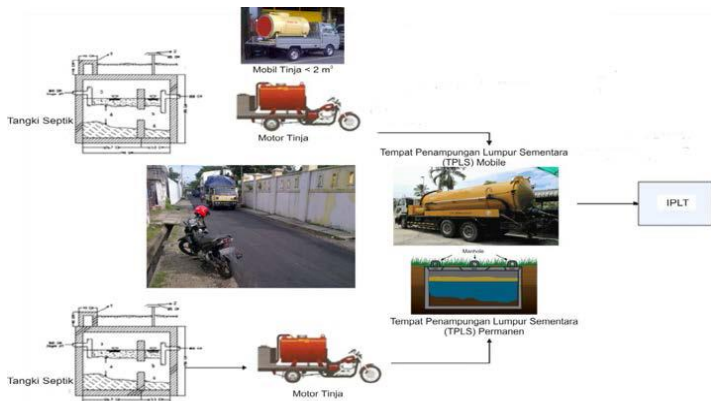 Mobil Tinja < 2 m³
Tangki Septik
Motor Tinja
Tempat Penampungan Lumpur Sementara
(TPLS) Mobile
IPLT
Manhole
Tempat Penampungan Lumpur Sementara
(TPLS) Permanen
Tangki Septik
Motor Tinja